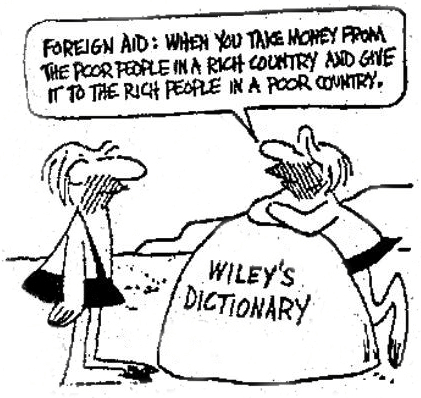 FOREIGN AID: WHEN YOU TAKE MONEY FROM
THE POOR PEOPLE IN A RICH COUNTRY AND GIVE
IT TO THE RICH PEOPLE IN A POOR COUNTRY.
WILEY'S
DICTIONARY